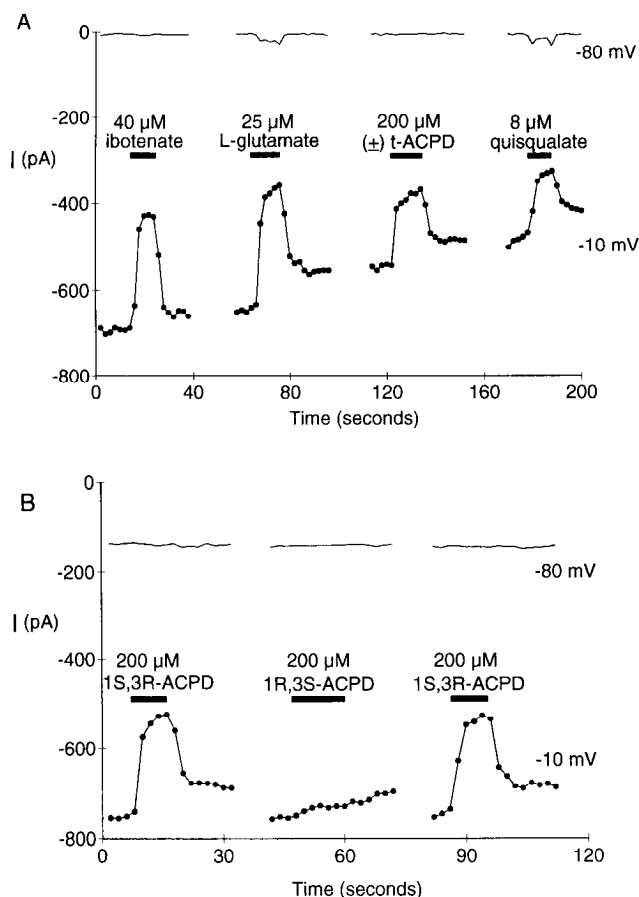 A
0
-200
-400
-600
-800
I (pA)
-80 mV
40 µM
ibotenate
25 µM
L-glutamate
200 µM
(±) t-ACPD
8 µM
quisqualate
-10 mV
0
40
80
120
160
200
Time (seconds)
B
0
-200
-400
-600
-800
I (pA)
-80 mV
200 µM
1S,3R-ACPD
200 µM
1R,3S-ACPD
200 µM
1S,3R-ACPD
-10 mV
0
30
60
90
120
Time (seconds)